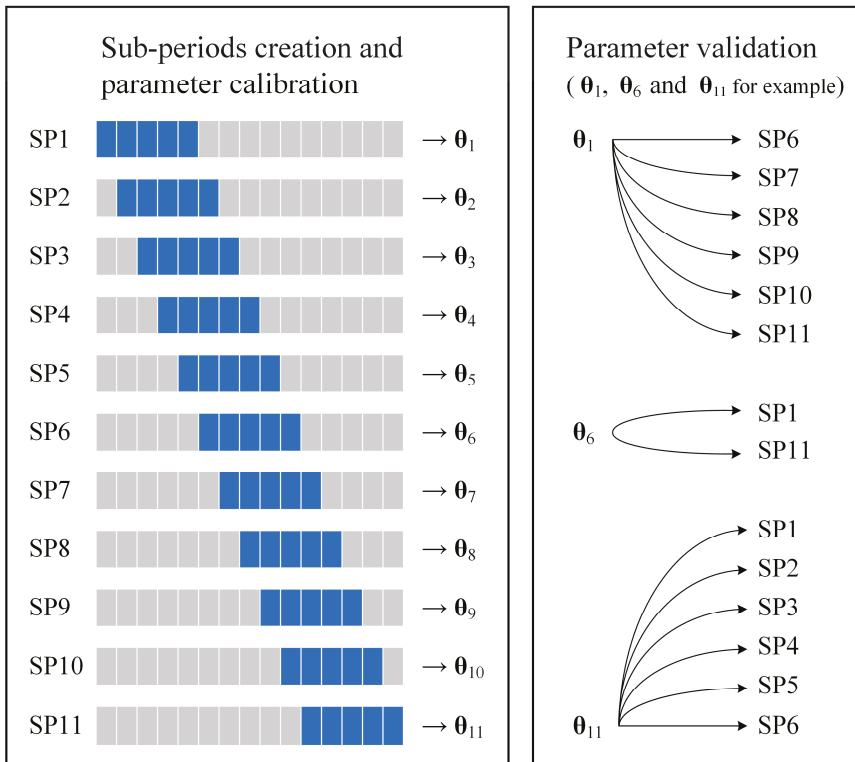 Sub-periods creation and
parameter calibration
SP1 → θ1
SP2 → θ2
SP3 → θ3
SP4 → θ4
SP5 → θ5
SP6 → θ6
SP7 → θ7
SP8 → θ8
SP9 → θ9
SP10 → θ10
SP11 → θ11
Parameter validation
( θ1, θ6 and θ11 for example)
θ1
SP6
SP7
SP8
SP9
SP10
SP11
θ6
SP1
SP11
θ11
SP1
SP2
SP3
SP4
SP5
SP6